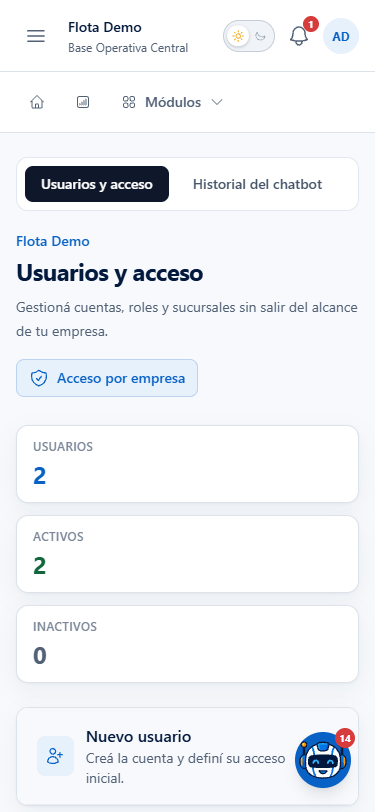 Flota Demo
Base Operativa Central
1
AD
Módulos
Usuarios y acceso
Historial del chatbot
Flota Demo
Usuarios y acceso
Gestioná cuentas, roles y sucursales sin salir del alcance
de tu empresa.
Acceso por empresa
USUARIOS
2
ACTIVOS
2
INACTIVOS
0
Nuevo usuario
Creá la cuenta y definí su acceso
inicial.
14